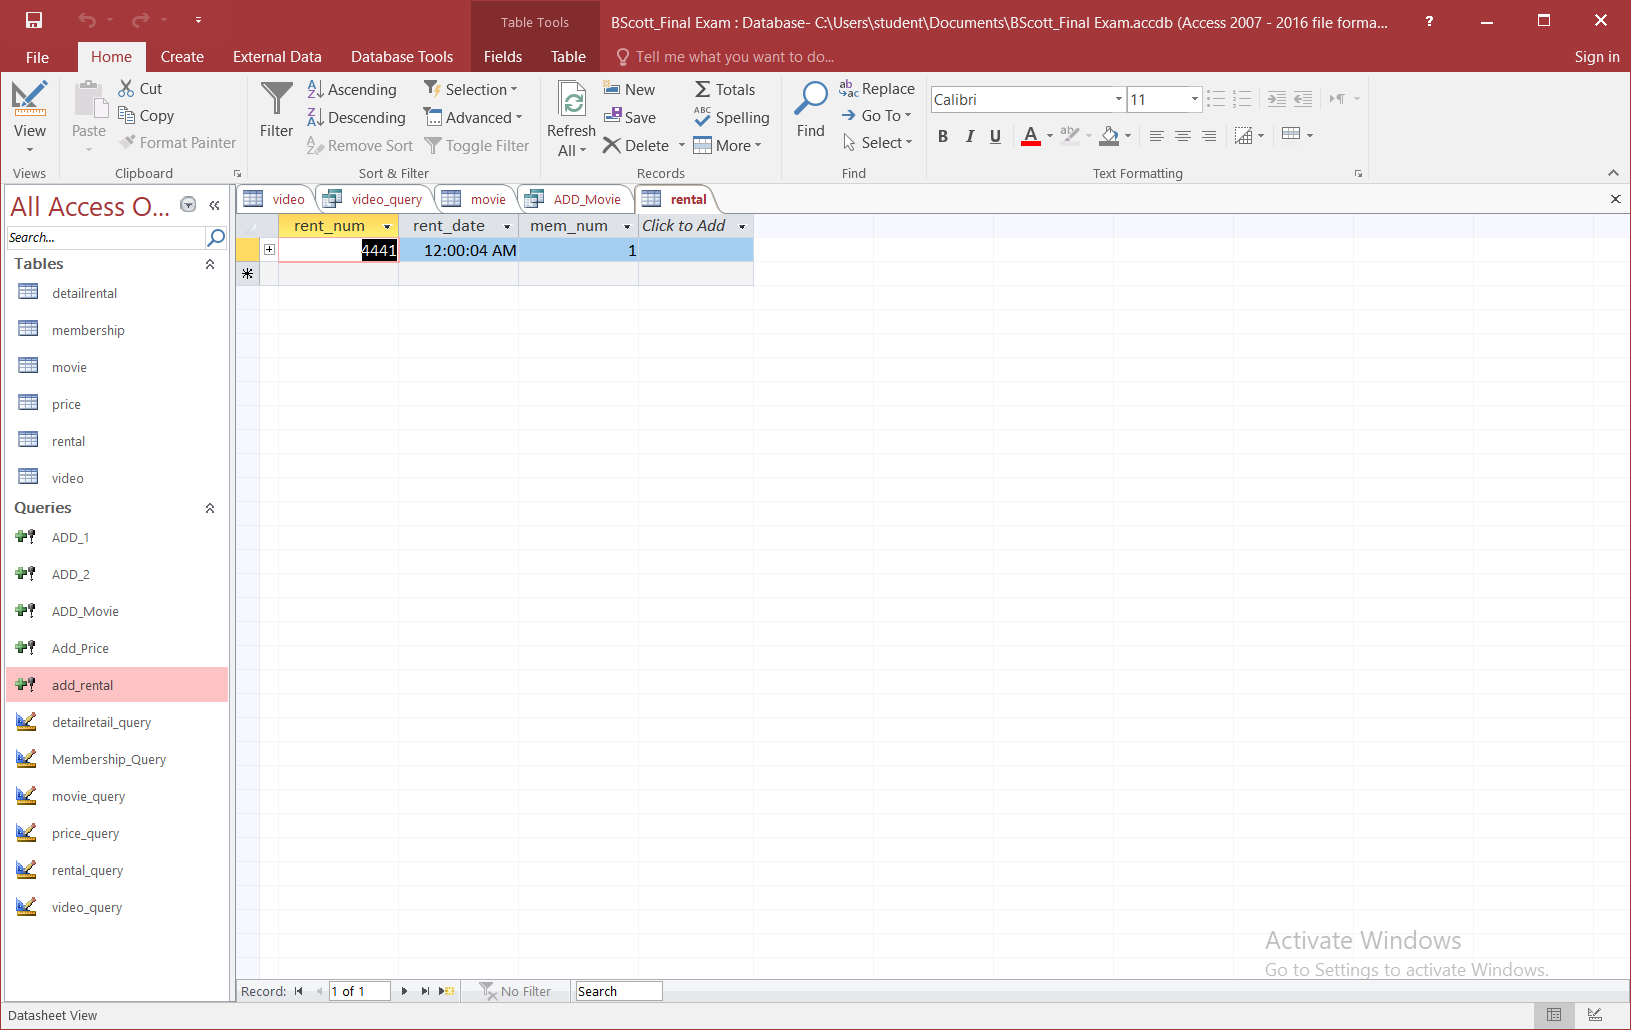 Table Tools
BScott_Final Exam : Database- C:\Users\student\Documents\BScott_Final Exam.accdb (Access 2007 - 2016 file forma...
?
File
Home
Create
External Data
Database Tools
Fields
Table
Tell me what you want to do...
Sign in
View
Views
Paste
Cut
Copy
Format Painter
Clipboard
Filter
Ascending
Descending
Remove Sort
Selection
Advanced
Toggle Filter
Sort & Filter
Refresh
All
New
Save
Delete
Totals
Spelling
More
Records
Find
Replace
Go To
Select
Find
Calibri
11
B I U A
Text Formatting
All Access O...
Search...
Tables
detailrental
membership
movie
price
rental
video
Queries
ADD_1
ADD_2
ADD_Movie
Add_Price
add_rental
detailretail_query
Membership_Query
movie_query
price_query
rental_query
video_query
video
video_query
movie
ADD_Movie
rental
rent_num rent_date mem_num Click to Add
4441 12:00:04 AM 1
Activate Windows
Go to Settings to activate Windows.
Record: 1 of 1 No Filter Search
Datasheet View